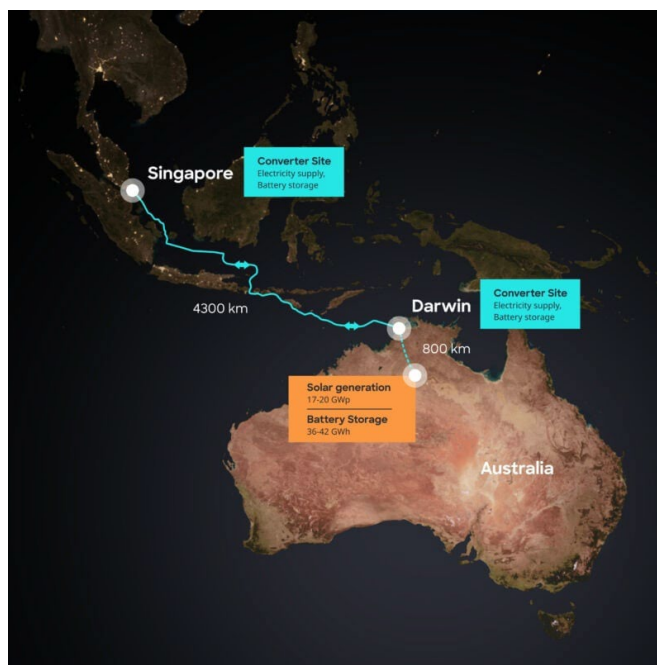 Singapore
Converter Site
Electricity supply,
Battery storage
4300 km
Darwin
Converter Site
Electricity supply,
Battery storage
800 km
Solar generation
17-20 GWp
Battery Storage
36-42 GWh
Australia